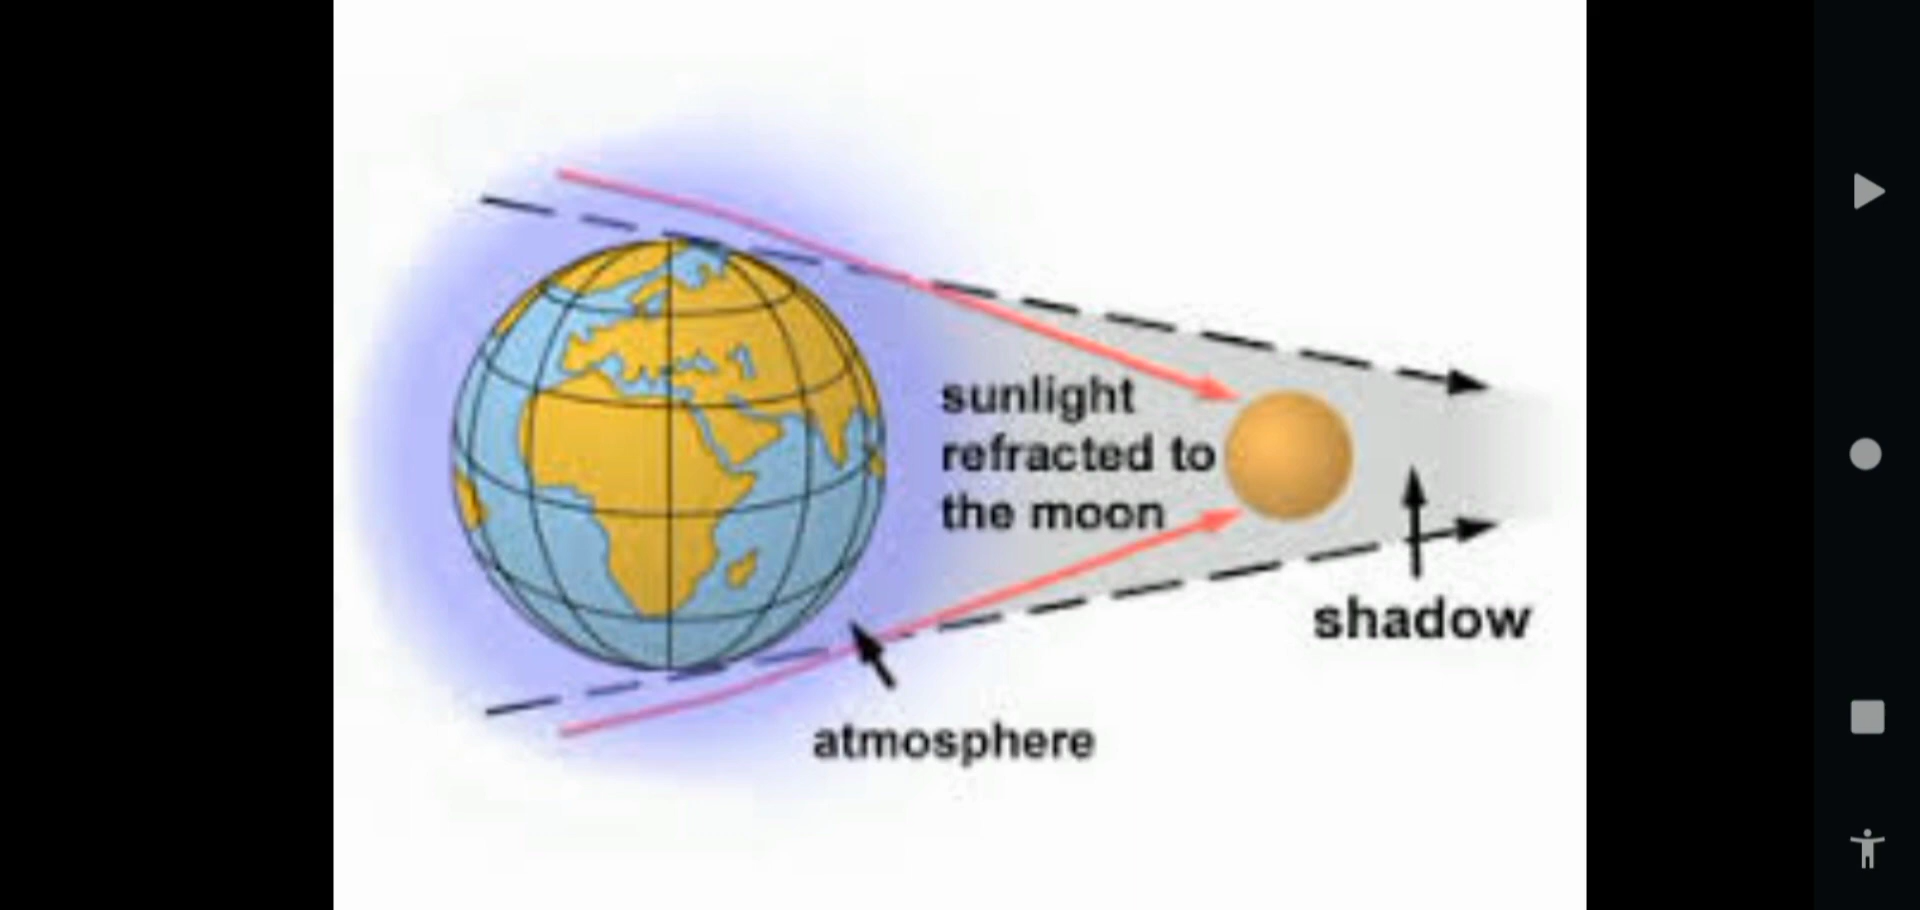 sunlight
refracted to
the moon
shadow
atmosphere